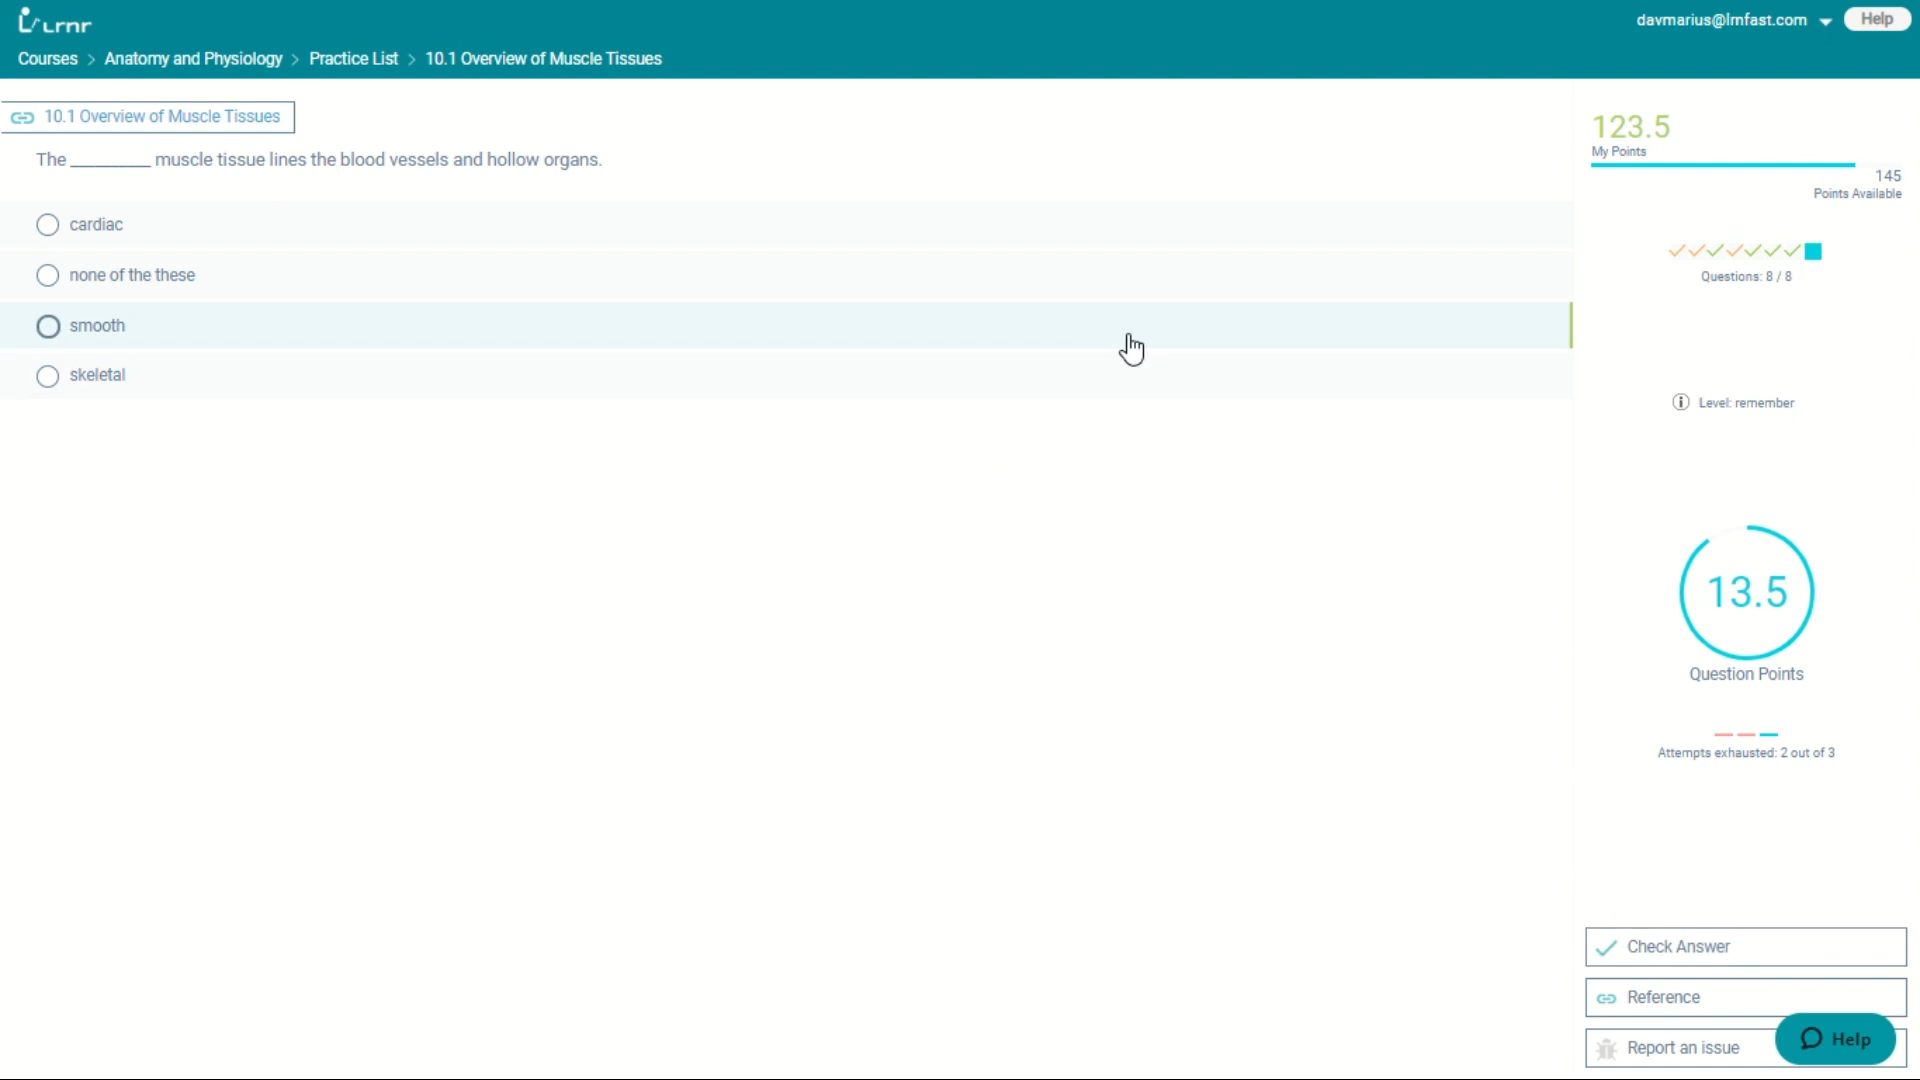 Lrnr
davmarius@lmfast.com
Help
Courses > Anatomy and Physiology > Practice List > 10.1 Overview of Muscle Tissues
10.1 Overview of Muscle Tissues
The _________ muscle tissue lines the blood vessels and hollow organs.
cardiac
none of the these
smooth
skeletal
123.5
My Points
145
Points Available
Questions: 8 / 8
Level: remember
13.5
Question Points
Attempts exhausted: 2 out of 3
Check Answer
Reference
Report an issue
Help